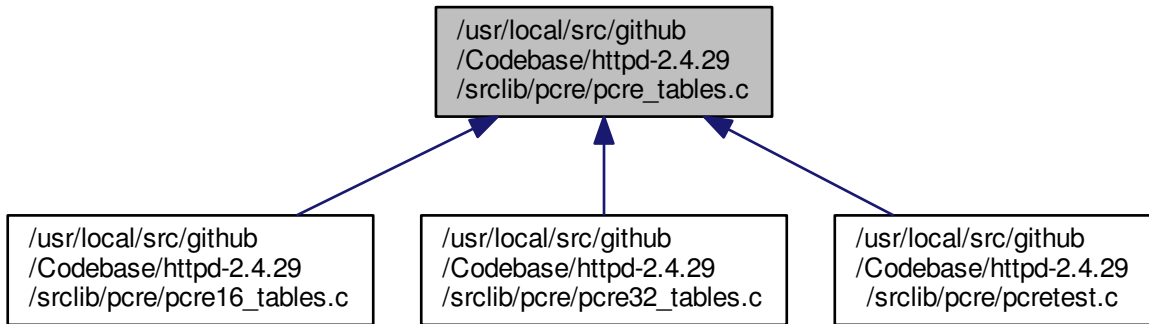 /usr/local/src/github
/Codebase/httpd-2.4.29
/srclib/pcre/pcre_tables.c
/usr/local/src/github
/Codebase/httpd-2.4.29
/srclib/pcre/pcre16_tables.c
/usr/local/src/github
/Codebase/httpd-2.4.29
/srclib/pcre/pcre32_tables.c
/usr/local/src/github
/Codebase/httpd-2.4.29
/srclib/pcre/pcretest.c